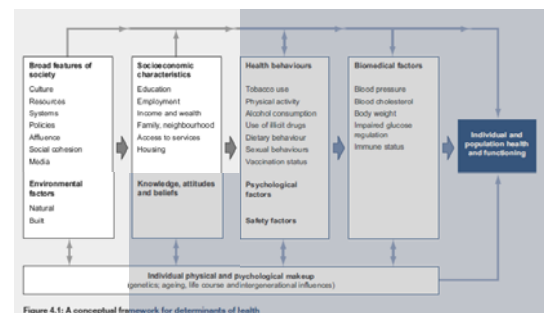 Broad features of
society
Culture
Resources
Systems
Policies
Affluence
Social cohesion
Media
Environmental
factors
Natural
Built
Socioeconomic
characteristics
Education
Employment
Income and wealth
Family, neighbourhood
Access to services
Housing
Knowledge, attitudes
and beliefs
Health behaviours
Tobacco use
Physical activity
Alcohol consumption
Use of illicit drugs
Dietary behaviour
Sexual behaviours
Vaccination status
Psychological
factors
Safety factors
Biomedical factors
Blood pressure
Blood cholesterol
Body weight
Impaired glucose
regulation
Immune status
Individual and
population health
and functioning
Individual physical and psychological makeup
(genetics; ageing, life course and intergenerational influences)
Figure 4.1: A conceptual framework for determinants of health